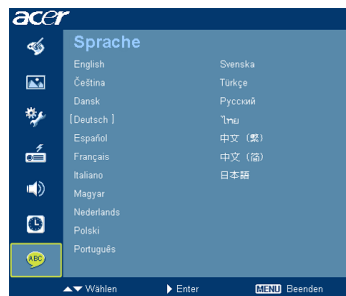 acer
Sprache
English
Čeština
Dansk
[Deutsch ]
Español
Français
Italiano
Magyar
Nederlands
Polski
Português
Svenska
Türkçe
Русский
ไทย
中文 (繁)
中文 (简)
日本語
ABC
▲▼ Wählen
▶ Enter
MENU Beenden